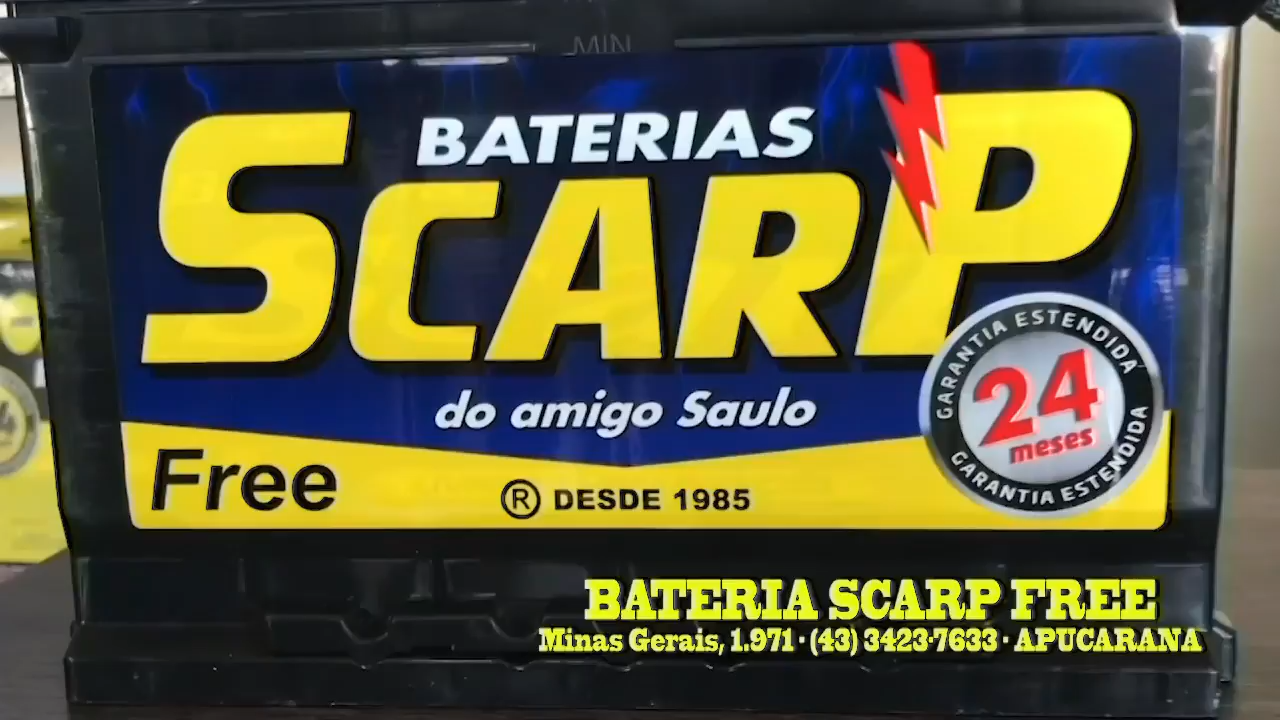 MIN
BATERIAS
SCARP
do amigo Saulo
Free
® DESDE 1985
GARANTIA ESTENDIDA
24
meses
GARANTIA ESTENDIDA
BATERIA SCARP FREE
Minas Gerais, 1.971 · (43) 3423-7633 · APUCARANA